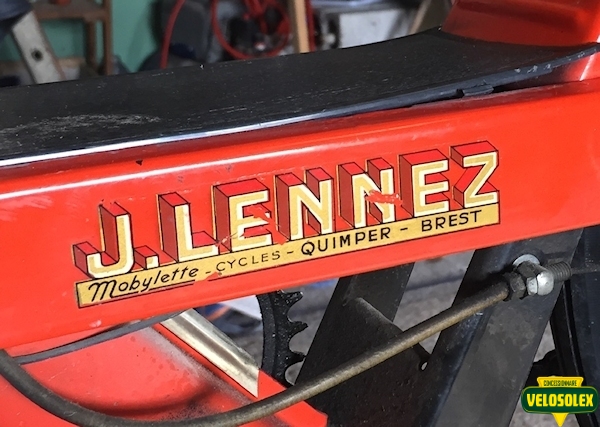 J.LENNEZ
Mobylette - CYCLES - QUIMPER - BREST
CONCESSIONNAIRE
VELOSOLEX